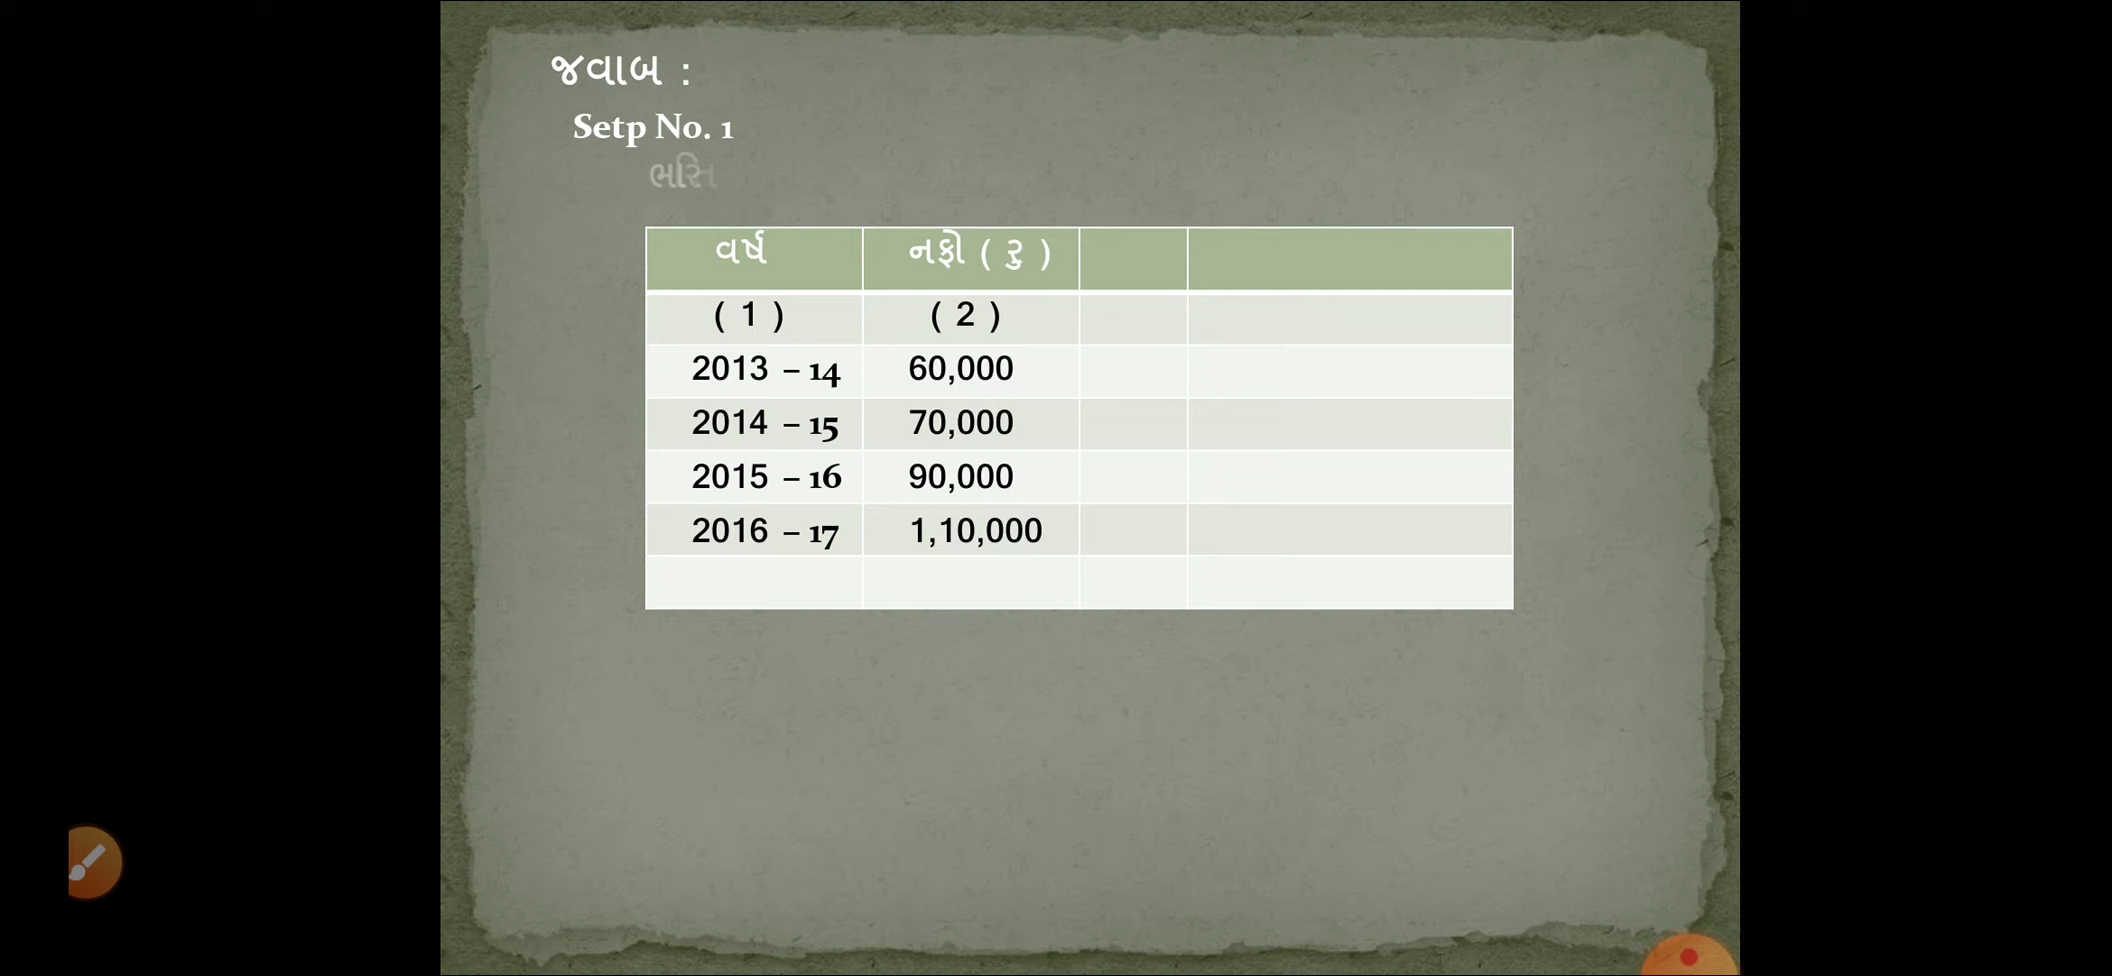 જવાબ :
Setp No. 1
વર્ષ નફો ( રુ )
( 1 ) ( 2 )
2013 – 14 60,000
2014 – 15 70,000
2015 – 16 90,000
2016 – 17 1,10,000